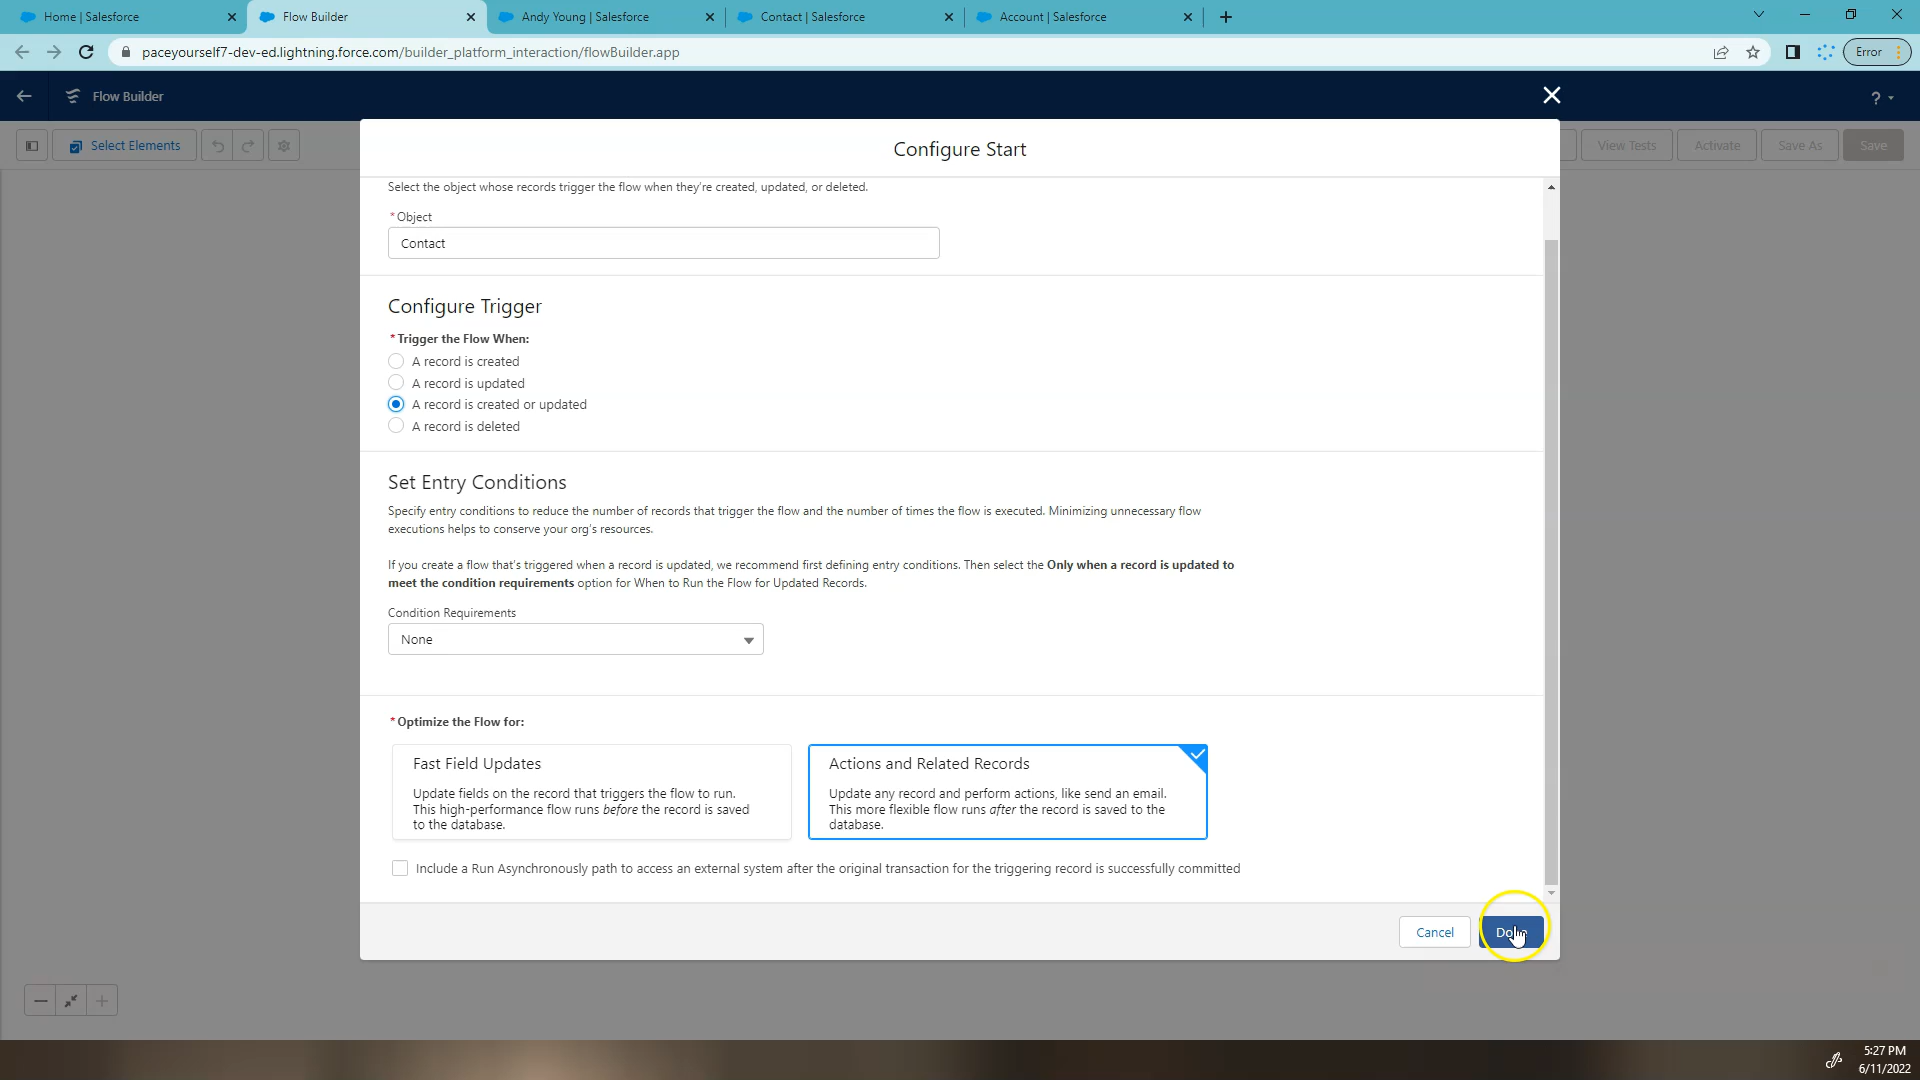 Home | Salesforce
Flow Builder
Andy Young | Salesforce
Contact | Salesforce
Account | Salesforce
paceyourself7-dev-ed.lightning.force.com/builder_platform_interaction/flowBuilder.app
Error
Flow Builder
?
Select Elements
View Tests
Activate
Save As
Save
Configure Start
Select the object whose records trigger the flow when they're created, updated, or deleted.
*Object
Contact
Configure Trigger
*Trigger the Flow When:
A record is created
A record is updated
A record is created or updated
A record is deleted
Set Entry Conditions
Specify entry conditions to reduce the number of records that trigger the flow and the number of times the flow is executed. Minimizing unnecessary flow
executions helps to conserve your org's resources.
If you create a flow that's triggered when a record is updated, we recommend first defining entry conditions. Then select the Only when a record is updated to
meet the condition requirements option for When to Run the Flow for Updated Records.
Condition Requirements
None
*Optimize the Flow for:
Fast Field Updates
Update fields on the record that triggers the flow to run.
This high-performance flow runs before the record is saved
to the database.
Actions and Related Records
Update any record and perform actions, like send an email.
This more flexible flow runs after the record is saved to the
database.
Include a Run Asynchronously path to access an external system after the original transaction for the triggering record is successfully committed
Cancel
Done
5:27 PM
6/11/2022